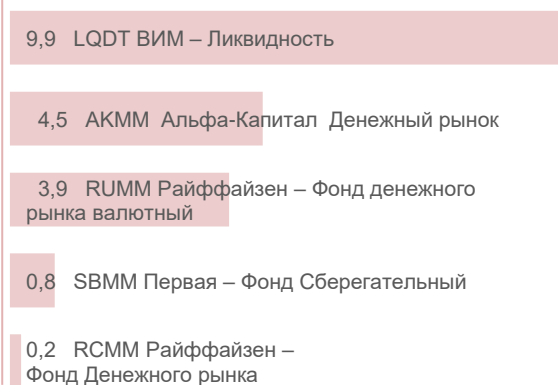 9,9 LQDT ВИМ – Ликвидность
4,5 AKMM Альфа-Капитал Денежный рынок
3,9 RUMM Райффайзен – Фонд денежного
рынка валютный
0,8 SBMM Первая – Фонд Сберегательный
0,2 RCMM Райффайзен –
Фонд Денежного рынка